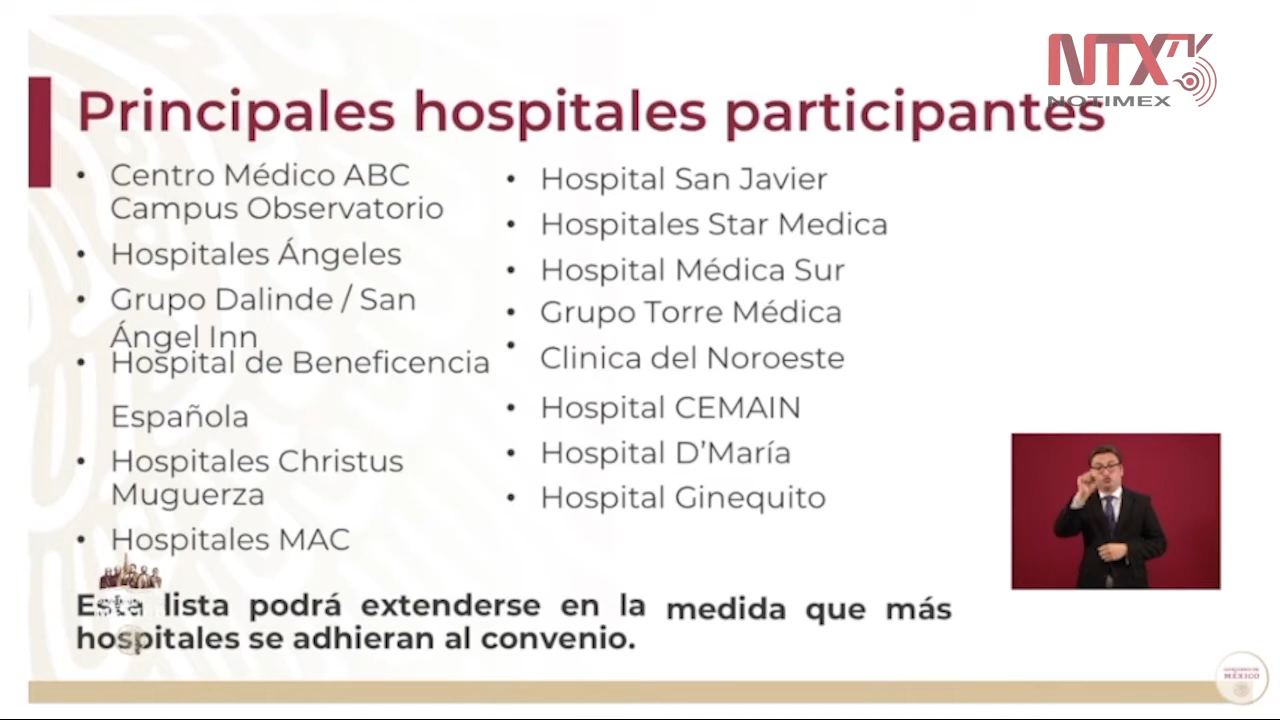 NTX
NOTIMEX
Principales hospitales participantes
• Centro Médico ABC
Campus Observatorio
• Hospitales Ángeles
• Grupo Dalinde / San
Ángel Inn
• Hospital de Beneficencia
Española
• Hospitales Christus
Muguerza
• Hospitales MAC
• Hospital San Javier
• Hospitales Star Medica
• Hospital Médica Sur
• Grupo Torre Médica
• Clinica del Noroeste
• Hospital CEMAIN
• Hospital D’María
• Hospital Ginequito
Esta lista podrá extenderse en la medida que más
hospitales se adhieran al convenio.
GOBIERNO DE
MÉXICO